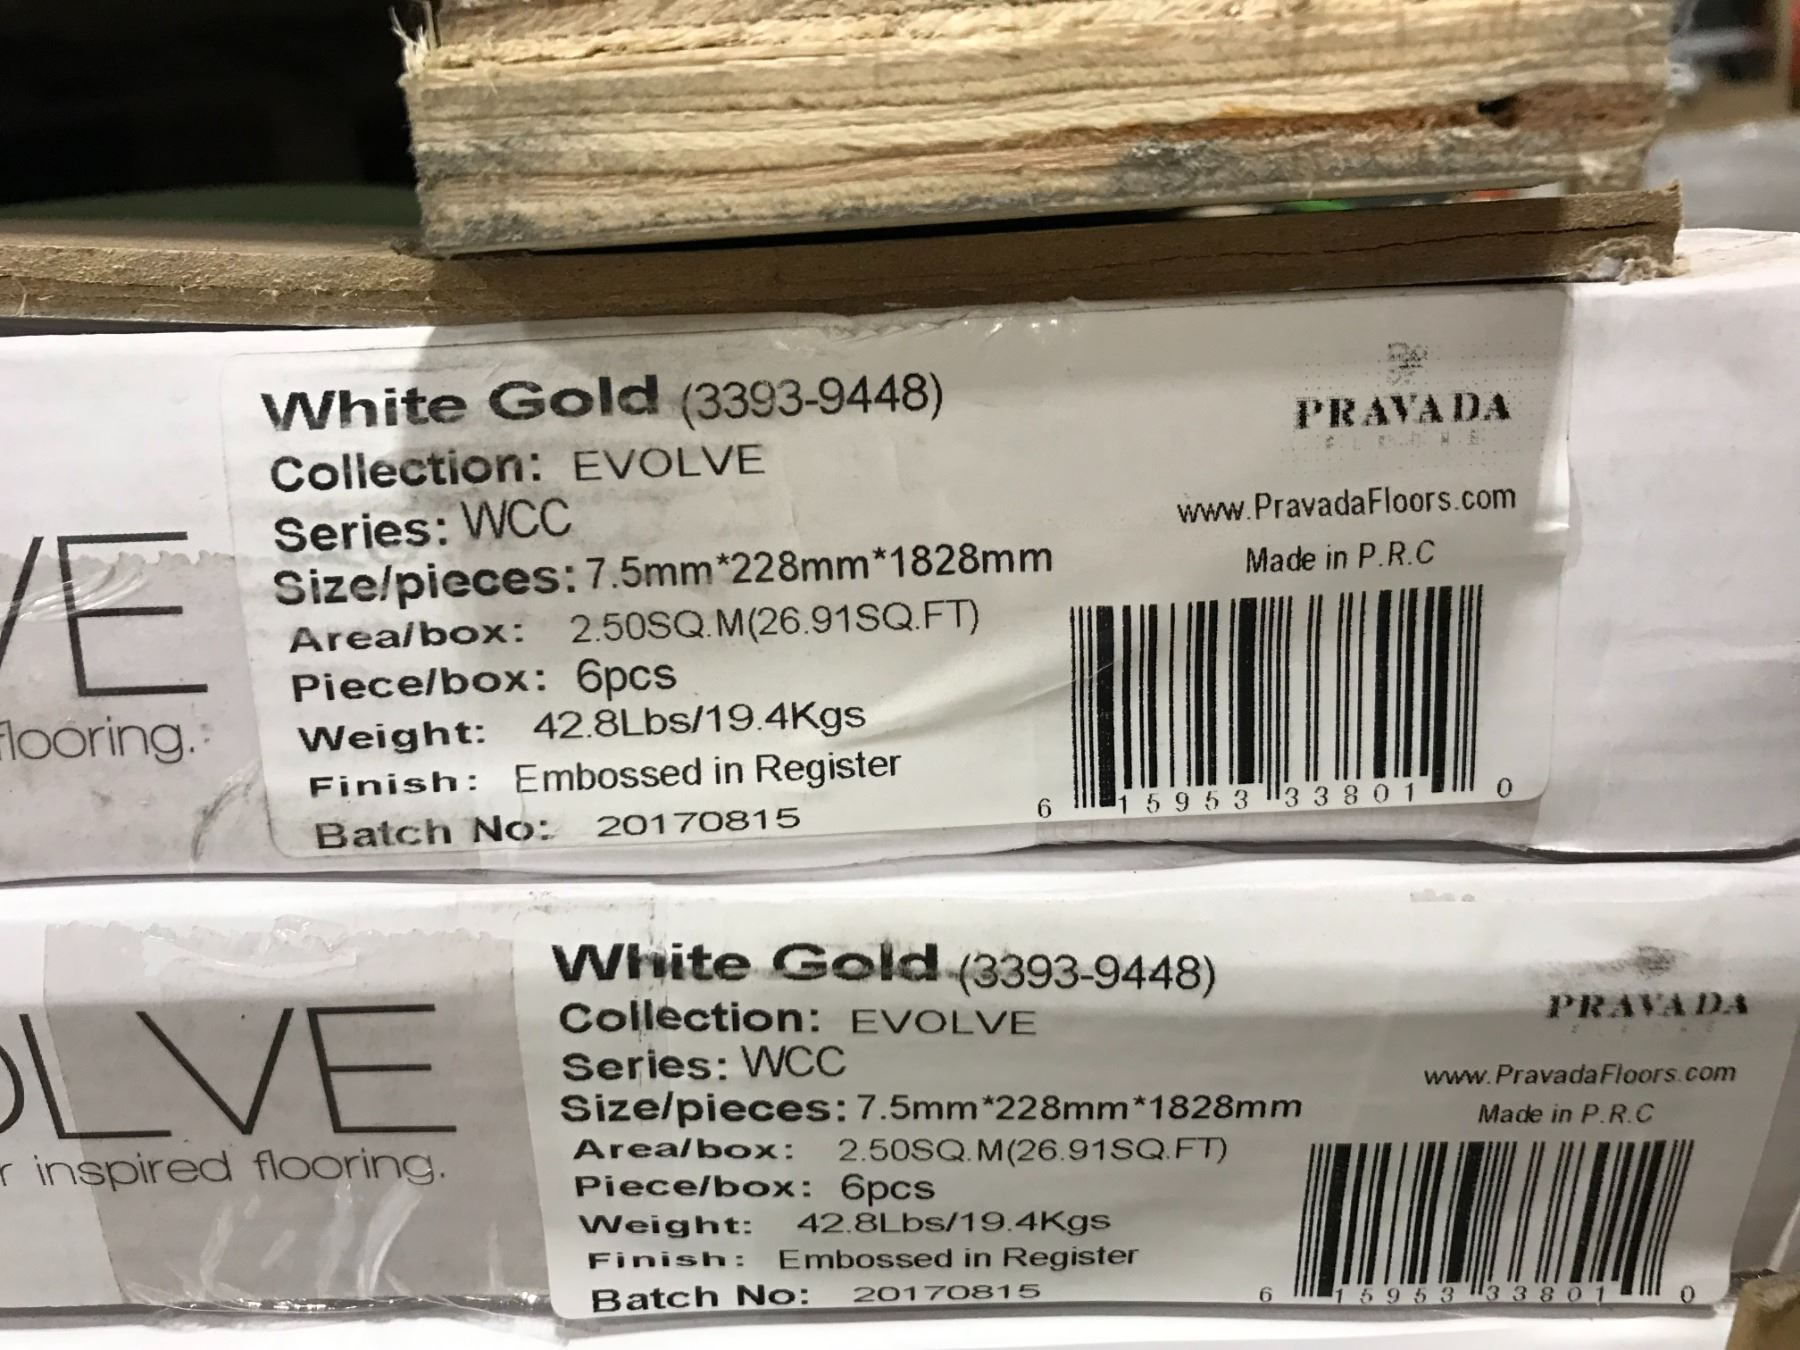 White Gold (3393-9448)
Collection: EVOLVE
Series: WCC
Size/pieces: 7.5mm*228mm*1828mm
Area/box: 2.50SQ.M(26.91SQ.FT)
Piece/box: 6pcs
Weight: 42.8Lbs/19.4Kgs
Finish: Embossed in Register
Batch No: 20170815
PRAVADA
FLOORS
www.PravadaFloors.com
Made in P.R.C
6 15953 33801 0
VE
flooring.
White Gold (3393-9448)
Collection: EVOLVE
Series: WCC
Size/pieces: 7.5mm*228mm*1828mm
Area/box: 2.50SQ.M(26.91SQ.FT)
Piece/box: 6pcs
Weight: 42.8Lbs/19.4Kgs
Finish: Embossed in Register
Batch No: 20170815
PRAVADA
www.PravadaFloors.com
Made in P.R.C
6 15953 33801 0
OLVE
r inspired flooring.